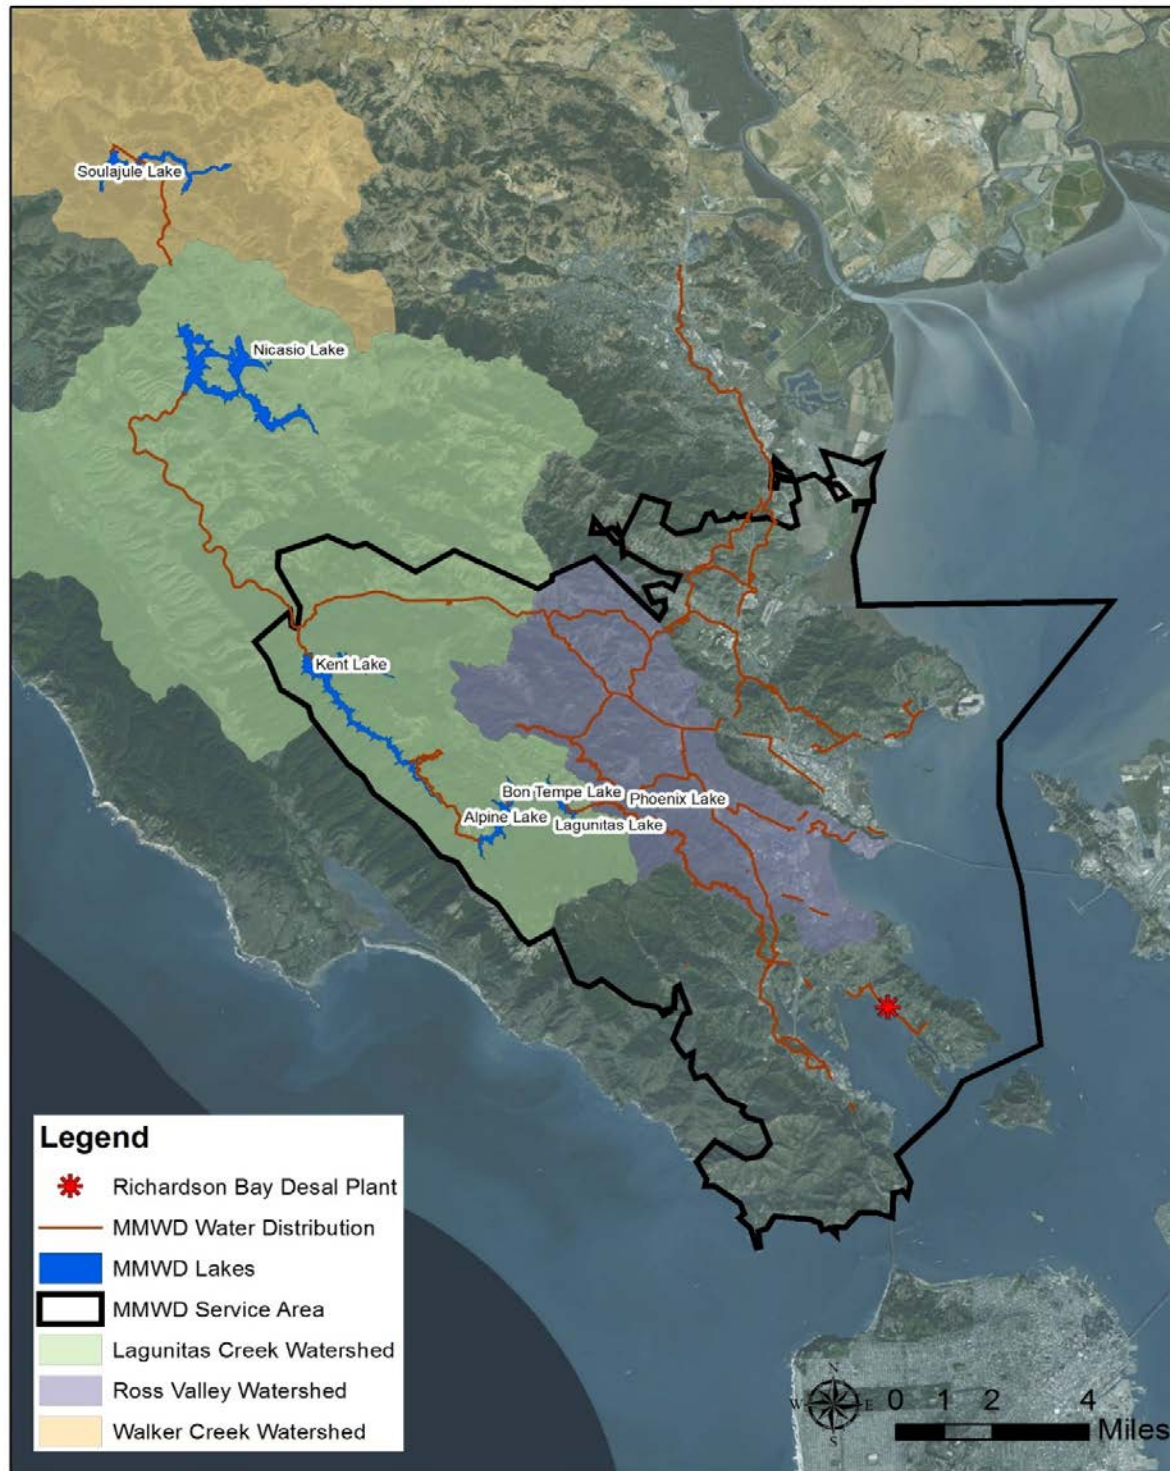 Soulajule Lake
Nicasio Lake
Kent Lake
Bon Tempe Lake
Phoenix Lake
Alpine Lake
Lagunitas Lake
Legend
Richardson Bay Desal Plant
MMWD Water Distribution
MMWD Lakes
MMWD Service Area
Lagunitas Creek Watershed
Ross Valley Watershed
Walker Creek Watershed
N
W E
S
0 1 2 4
Miles